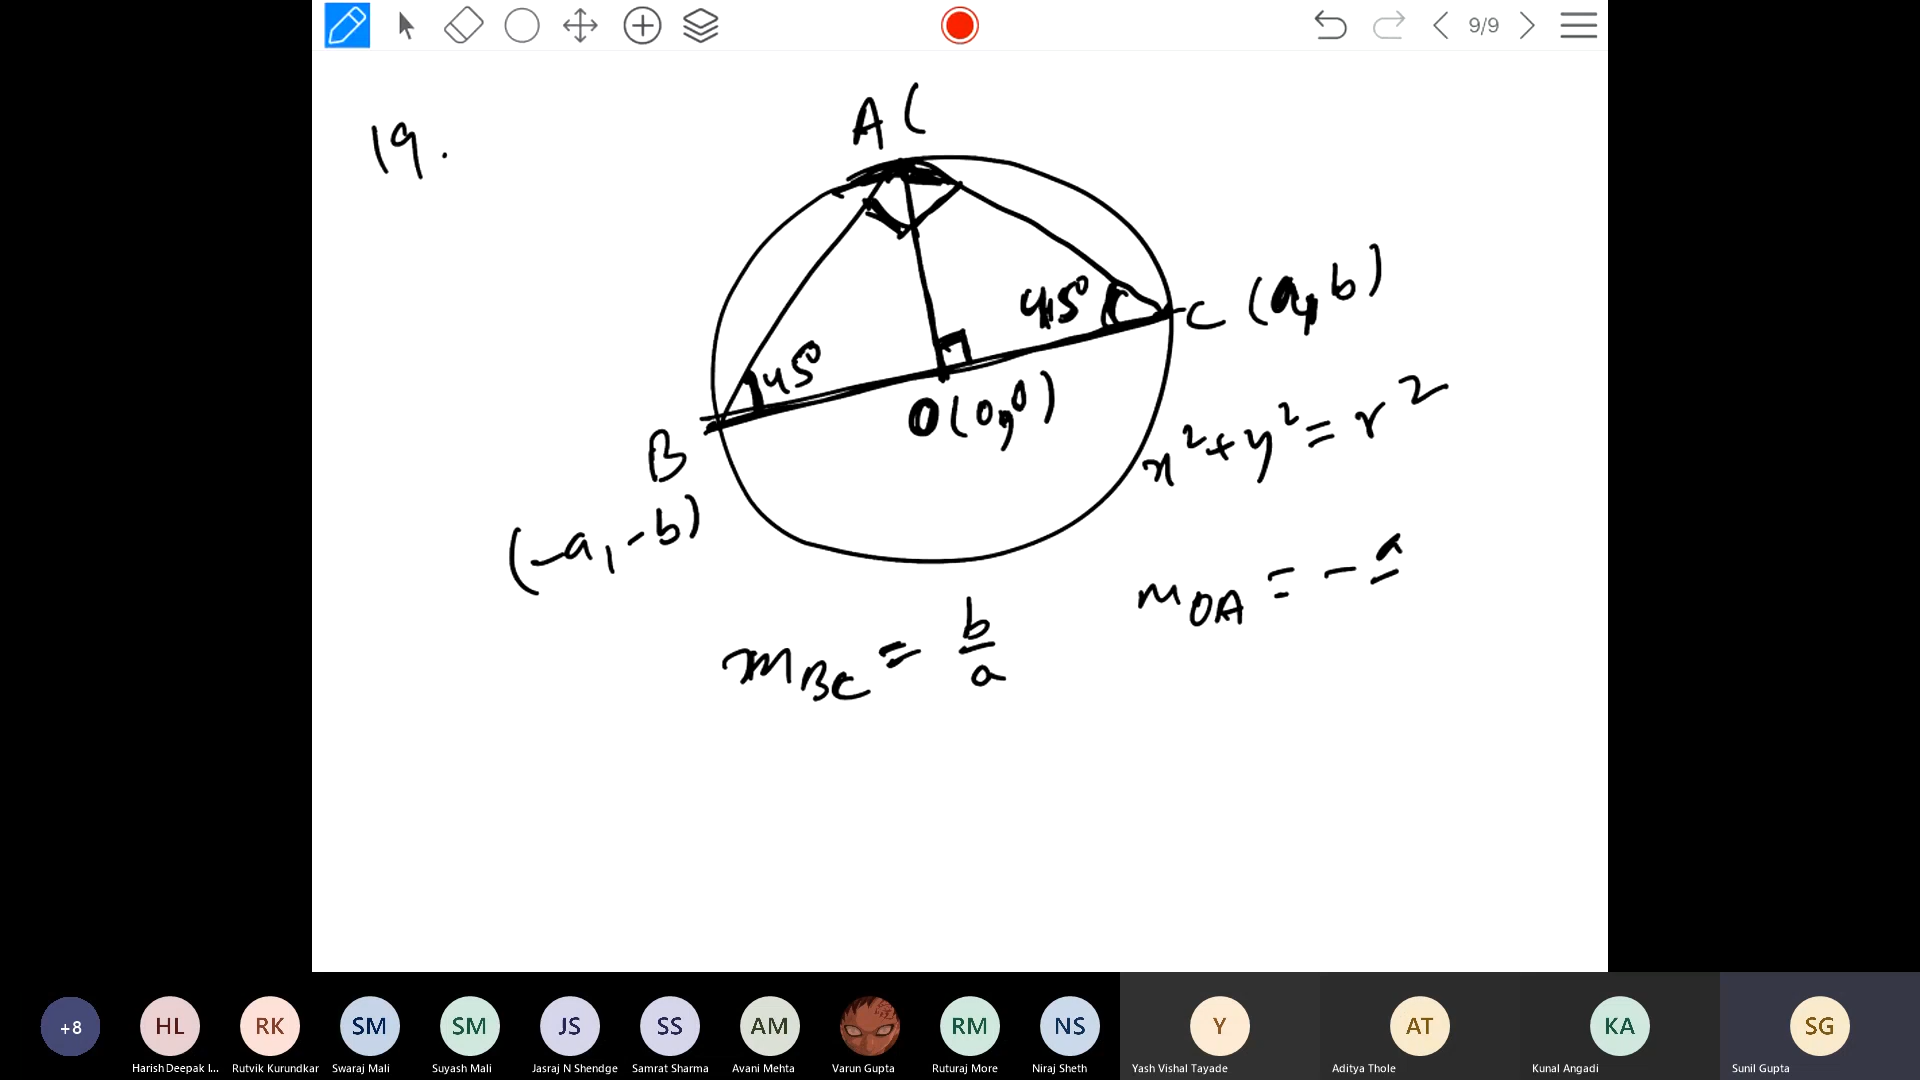 9/9
19.
A (
C (a, b)
45°
45°
O(0,0)
B
(-a, -b)
x²+y²= r²
m_OA = - a
m_BC = b/a
+8
HL
RK
SM
SM
JS
SS
AM
RM
NS
Y
AT
KA
SG
Harish Deepak I...
Rutvik Kurundkar
Swaraj Mali
Suyash Mali
Jasraj N Shendge
Samrat Sharma
Avani Mehta
Varun Gupta
Ruturaj More
Niraj Sheth
Yash Vishal Tayade
Aditya Thole
Kunal Angadi
Sunil Gupta